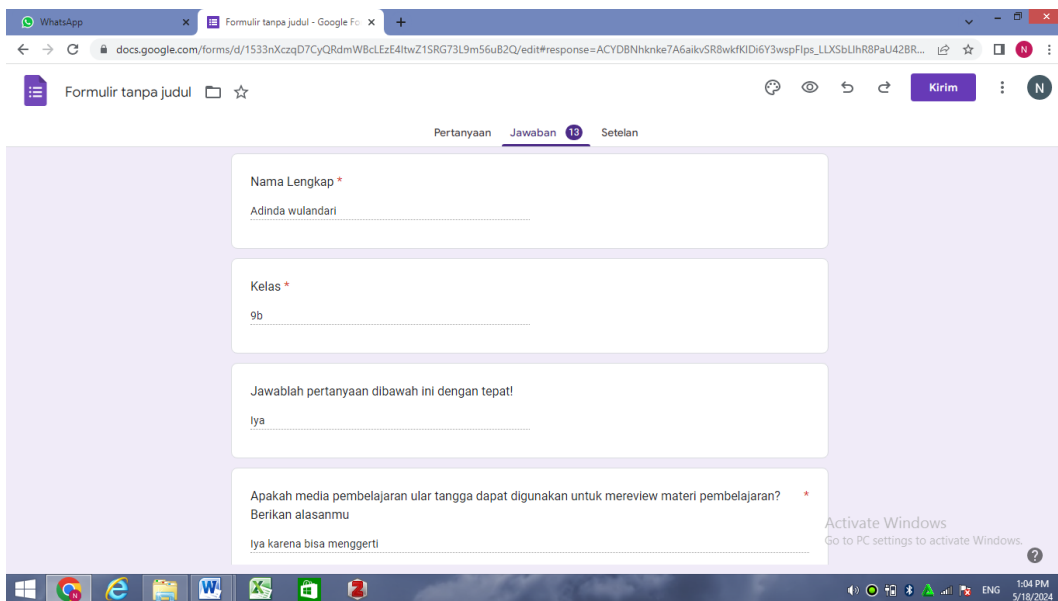 WhatsApp
Formulir tanpa judul - Google Fo
docs.google.com/forms/d/1533nXczqD7CyQRdmWBcLEzE4ItwZ1SRG73L9m56uB2Q/edit#response=ACYDBNhknke7A6aikvSR8wkfKIDi6Y3wspFlps_LLXSbLlhR8PaU42BR...
N
Formulir tanpa judul
Kirim
N
Pertanyaan Jawaban 13 Setelan
Nama Lengkap *
Adinda wulandari
Kelas *
9b
Jawablah pertanyaan dibawah ini dengan tepat!
Iya
Apakah media pembelajaran ular tangga dapat digunakan untuk mereview materi pembelajaran? *
Berikan alasanmu
Iya karena bisa menggerti
Activate Windows
Go to PC settings to activate Windows.
ENG
1:04 PM
5/18/2024